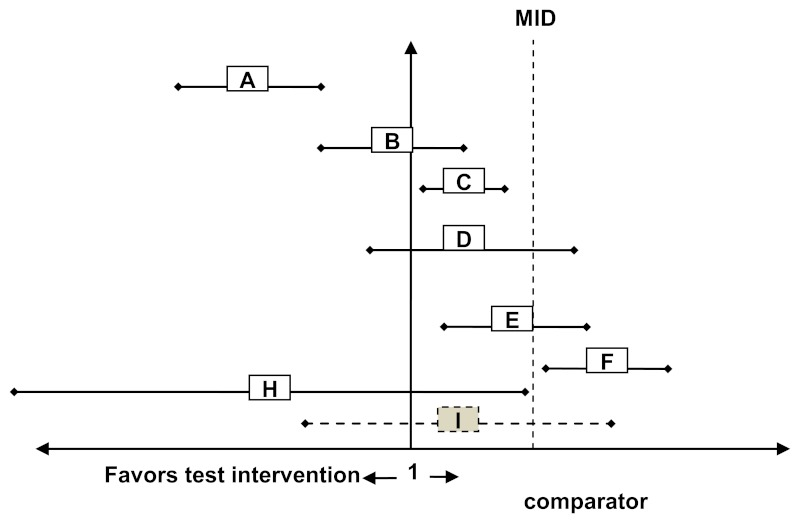 MID
A
B
C
D
E
F
H
I
Favors test intervention 1
comparator